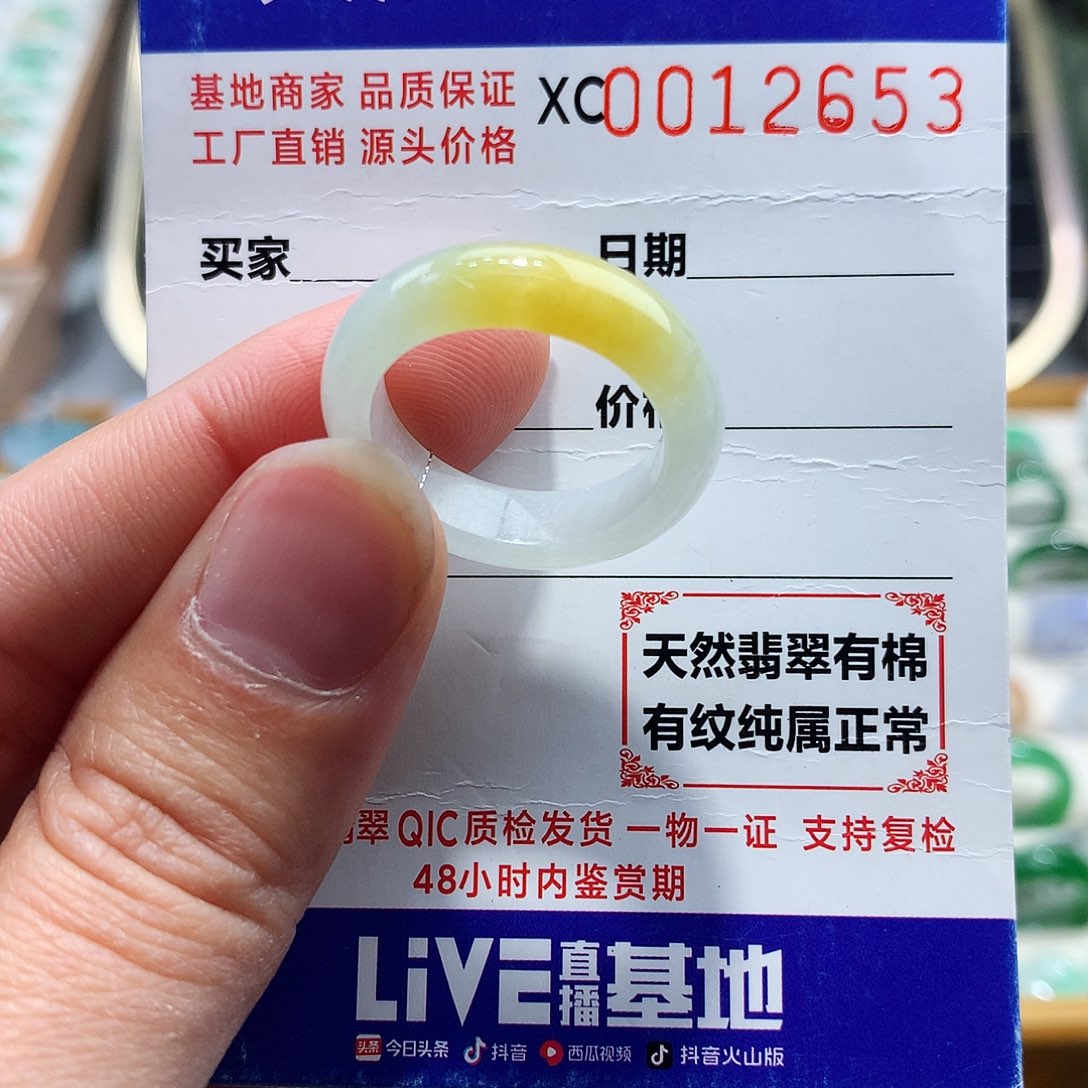 基地商家 品质保证
工厂直销 源头价格
XC0012653
买家 日期
价
天然翡翠有棉
有纹纯属正常
翠QIC质检发货 一物一证 支持复检
48小时内鉴赏期
LiVE直播基地
头条 今日头条 抖音 西瓜视频 抖音火山版